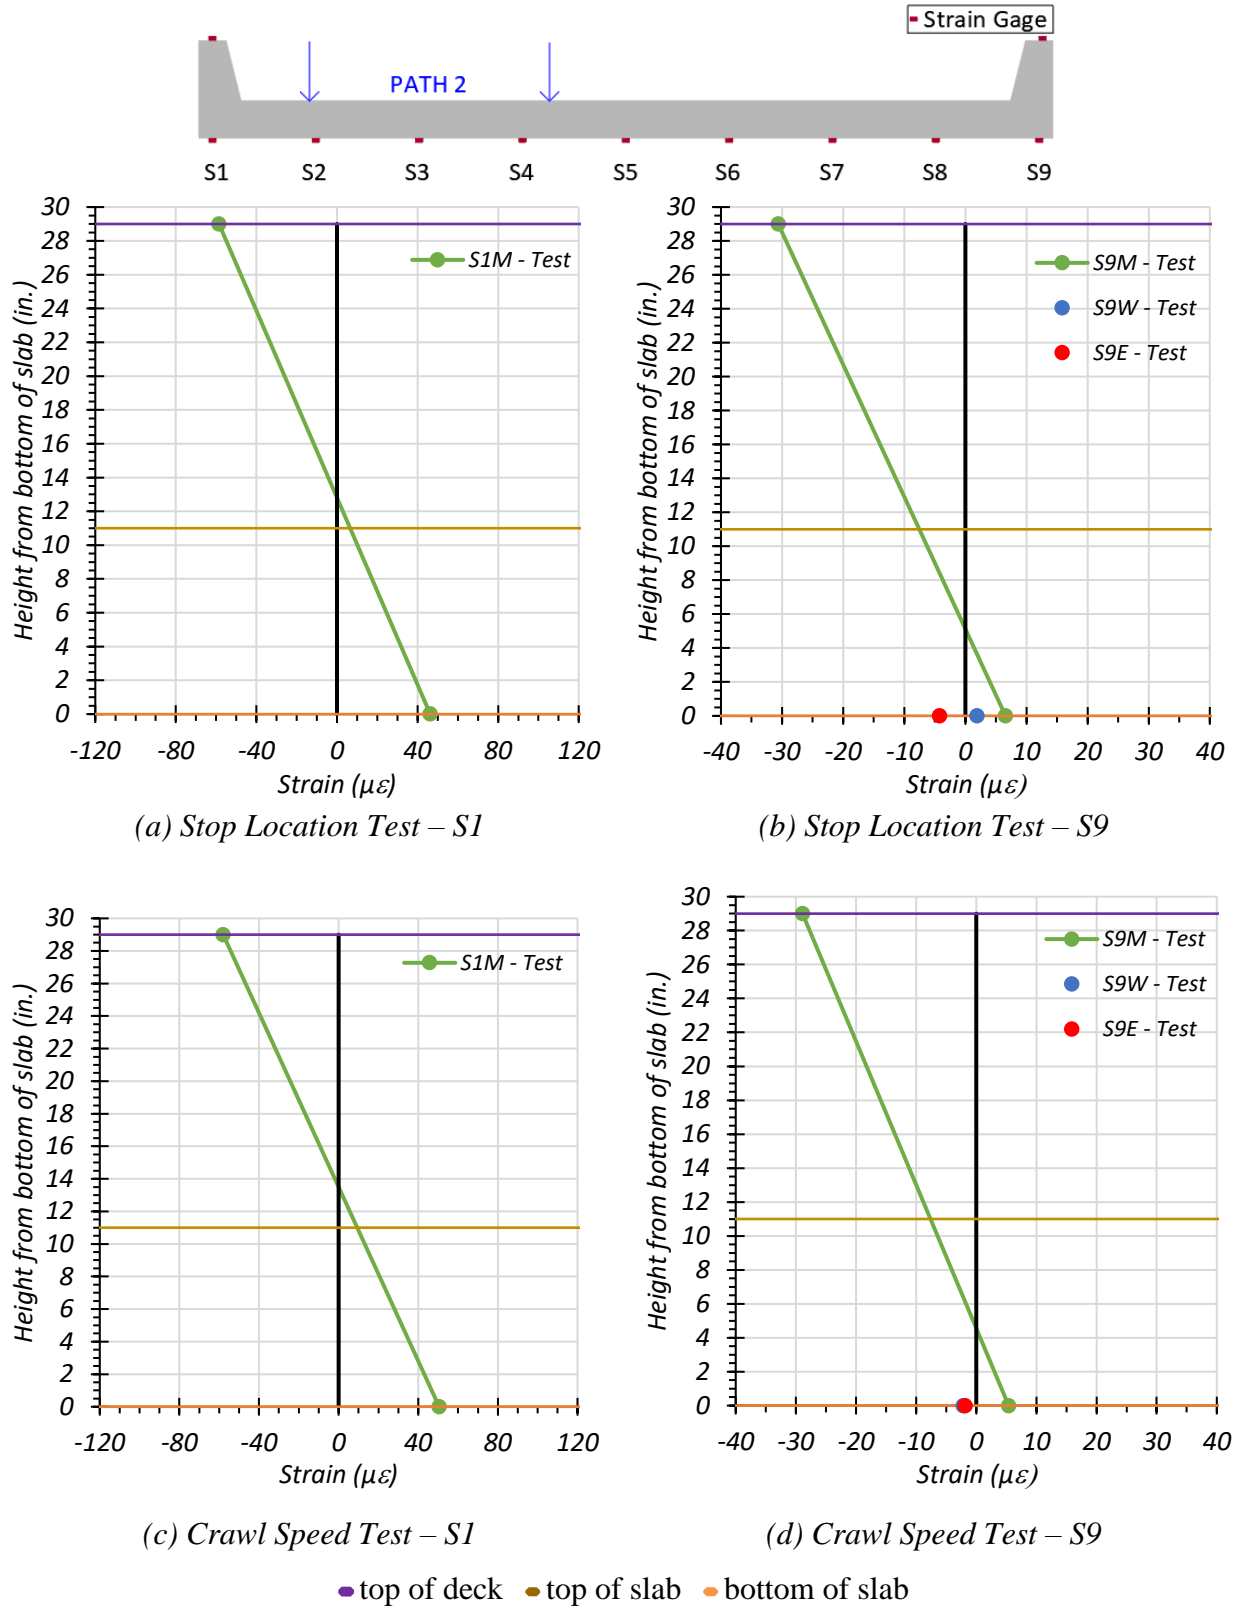 Strain Gage
PATH 2
S1 S2 S3 S4 S5 S6 S7 S8 S9
Height from bottom of slab (in.)
30
28
26
24
22
20
18
16
14
12
10
8
6
4
2
0
S1M - Test
-120 -80 -40 0 40 80 120
Strain (με)
(a) Stop Location Test – S1
Height from bottom of slab (in.)
30
28
26
24
22
20
18
16
14
12
10
8
6
4
2
0
S9M - Test
S9W - Test
S9E - Test
-40 -30 -20 -10 0 10 20 30 40
Strain (με)
(b) Stop Location Test – S9
Height from bottom of slab (in.)
30
28
26
24
22
20
18
16
14
12
10
8
6
4
2
0
S1M - Test
-120 -80 -40 0 40 80 120
Strain (με)
(c) Crawl Speed Test – S1
Height from bottom of slab (in.)
30
28
26
24
22
20
18
16
14
12
10
8
6
4
2
0
S9M - Test
S9W - Test
S9E - Test
-40 -30 -20 -10 0 10 20 30 40
Strain (με)
(d) Crawl Speed Test – S9
top of deck top of slab bottom of slab